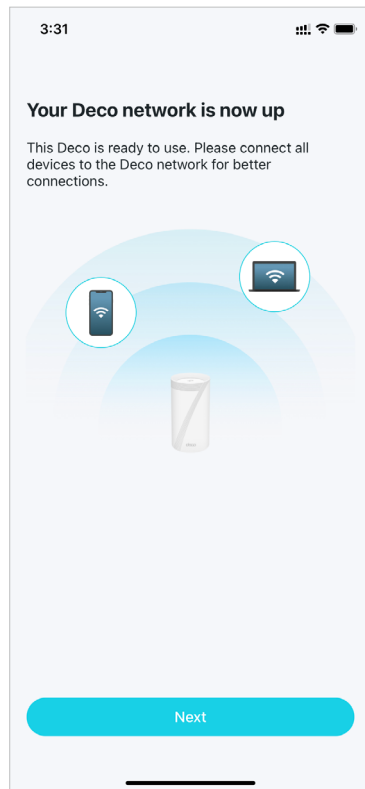 3:31
Your Deco network is now up
This Deco is ready to use. Please connect all
devices to the Deco network for better
connections.
Next